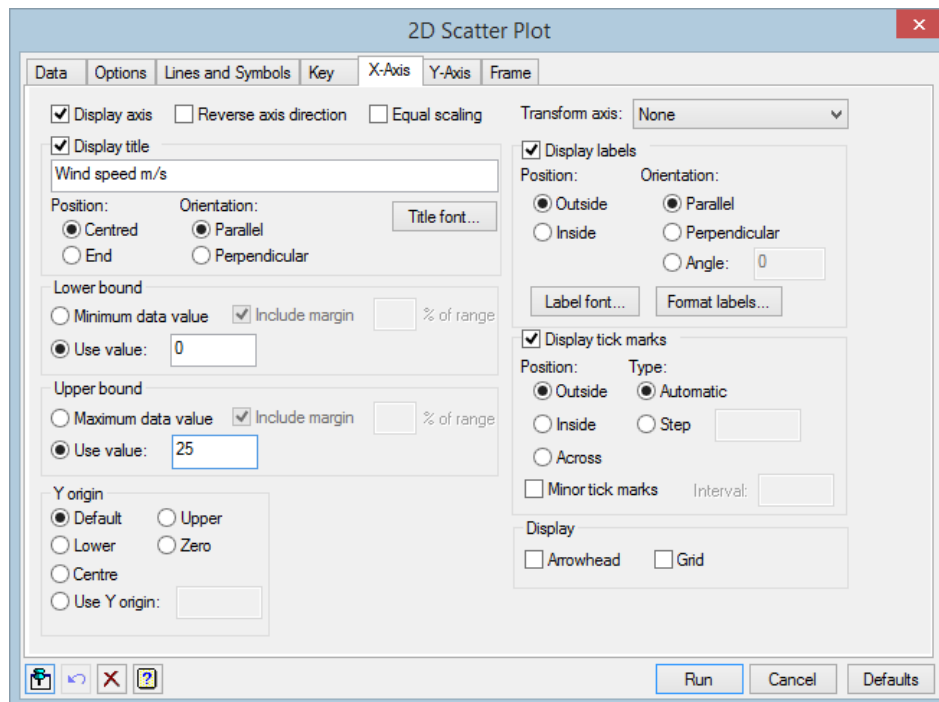 2D Scatter Plot
Data Options Lines and Symbols Key X-Axis Y-Axis Frame
Display axis Reverse axis direction Equal scaling
Display title
Wind speed m/s
Position: Orientation:
Centred Parallel Title font...
End Perpendicular
Lower bound
Minimum data value Include margin % of range
Use value: 0
Upper bound
Maximum data value Include margin % of range
Use value: 25
Y origin
Default Upper
Lower Zero
Centre
Use Y origin:
Transform axis: None
Display labels
Position: Orientation:
Outside Parallel
Inside Perpendicular
Angle: 0
Label font... Format labels...
Display tick marks
Position: Type:
Outside Automatic
Inside Step
Across
Minor tick marks Interval:
Display
Arrowhead Grid
Run Cancel Defaults